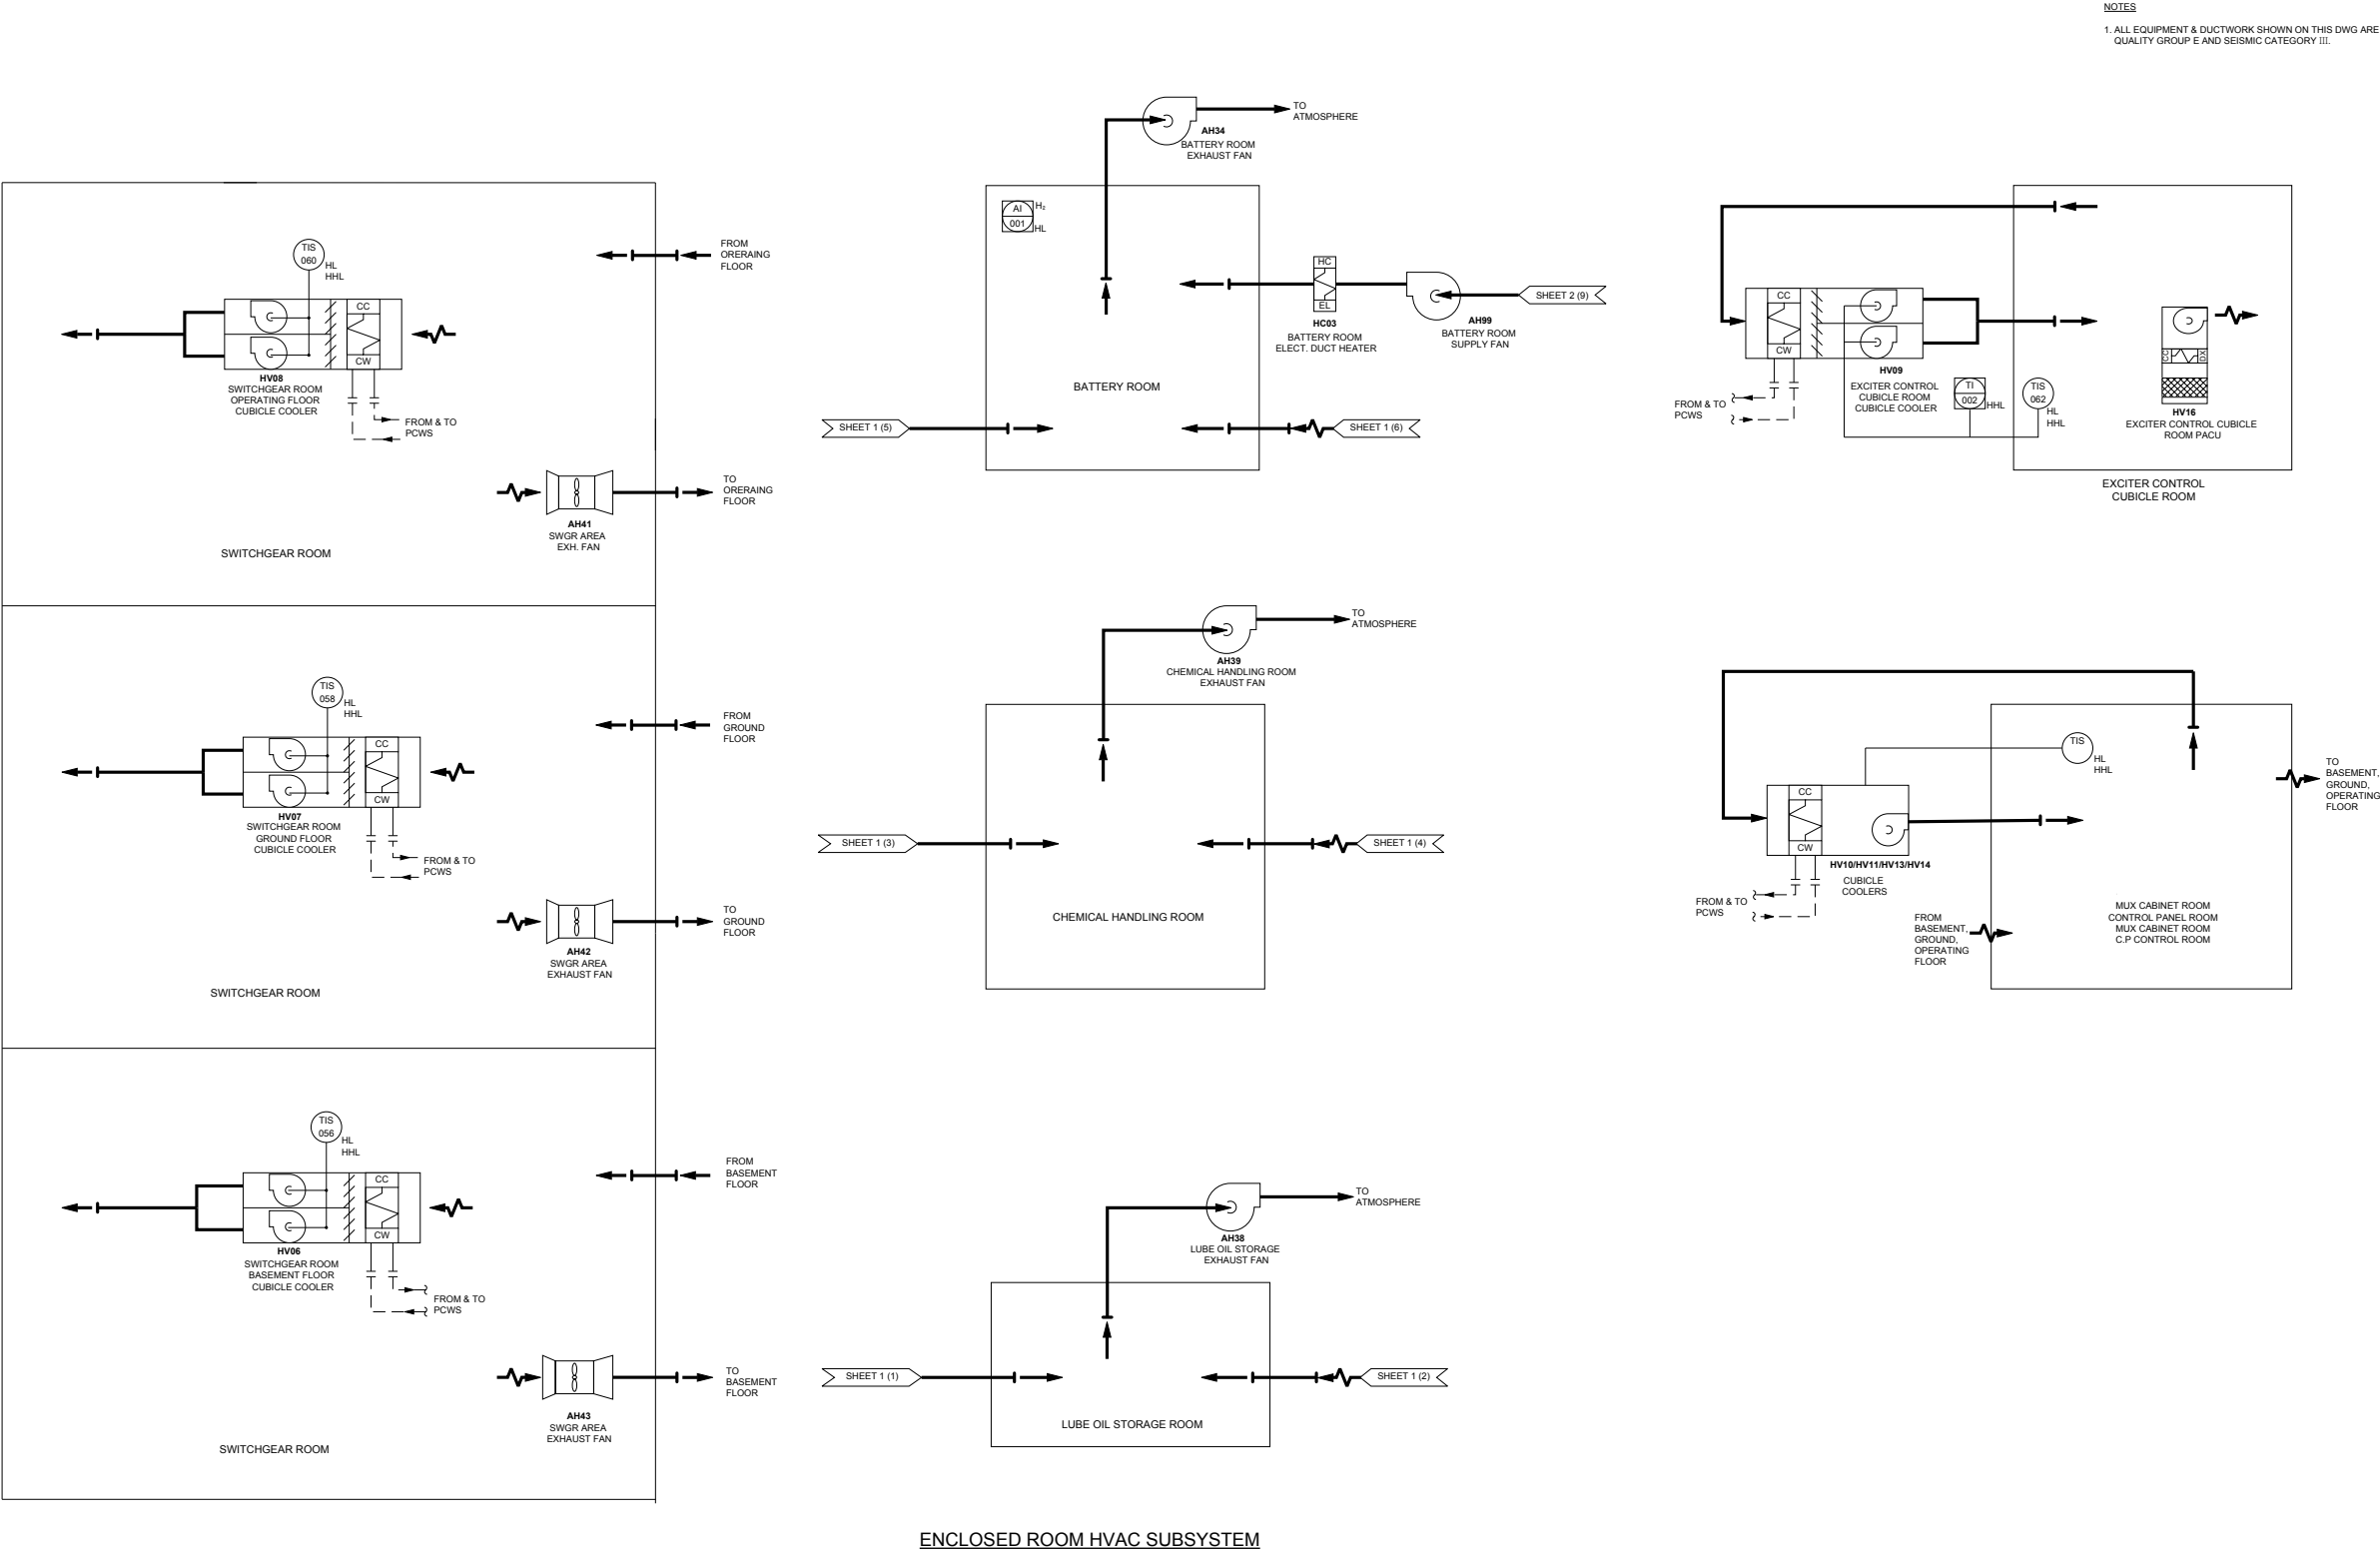 NOTES
1. ALL EQUIPMENT & DUCTWORK SHOWN ON THIS DWG ARE
QUALITY GROUP E AND SEISMIC CATEGORY III.
TIS
060
HL
HHL
CC
CW
HV08
SWITCHGEAR ROOM
OPERATING FLOOR
CUBICLE COOLER
FROM & TO
PCWS
FROM
ORERAING
FLOOR
TO
ORERAING
FLOOR
AH41
SWGR AREA
EXH. FAN
SWITCHGEAR ROOM
TIS
058
HL
HHL
CC
CW
HV07
SWITCHGEAR ROOM
GROUND FLOOR
CUBICLE COOLER
FROM & TO
PCWS
FROM
GROUND
FLOOR
TO
GROUND
FLOOR
AH42
SWGR AREA
EXHAUST FAN
SWITCHGEAR ROOM
TIS
056
HL
HHL
CC
CW
HV06
SWITCHGEAR ROOM
BASEMENT FLOOR
CUBICLE COOLER
FROM & TO
PCWS
FROM
BASEMENT
FLOOR
TO
BASEMENT
FLOOR
AH43
SWGR AREA
EXHAUST FAN
SWITCHGEAR ROOM
TO
ATMOSPHERE
AH34
BATTERY ROOM
EXHAUST FAN
AI
001
H₂
HL
HC
EL
HC03
BATTERY ROOM
ELECT. DUCT HEATER
AH99
BATTERY ROOM
SUPPLY FAN
SHEET 2 (9)
BATTERY ROOM
SHEET 1 (5)
SHEET 1 (6)
TO
ATMOSPHERE
AH39
CHEMICAL HANDLING ROOM
EXHAUST FAN
SHEET 1 (3)
SHEET 1 (4)
CHEMICAL HANDLING ROOM
TO
ATMOSPHERE
AH38
LUBE OIL STORAGE
EXHAUST FAN
SHEET 1 (1)
SHEET 1 (2)
LUBE OIL STORAGE ROOM
CC
CW
HV09
EXCITER CONTROL
CUBICLE ROOM
CUBICLE COOLER
FROM & TO
PCWS
TI
002
HHL
TIS
062
HL
HHL
CC
DX
HV16
EXCITER CONTROL CUBICLE
ROOM PACU
EXCITER CONTROL
CUBICLE ROOM
TIS
HL
HHL
CC
CW
HV10/HV11/HV13/HV14
CUBICLE
COOLERS
FROM & TO
PCWS
TO
BASEMENT,
GROUND,
OPERATING
FLOOR
FROM
BASEMENT,
GROUND,
OPERATING
FLOOR
MUX CABINET ROOM
CONTROL PANEL ROOM
MUX CABINET ROOM
C.P CONTROL ROOM
ENCLOSED ROOM HVAC SUBSYSTEM